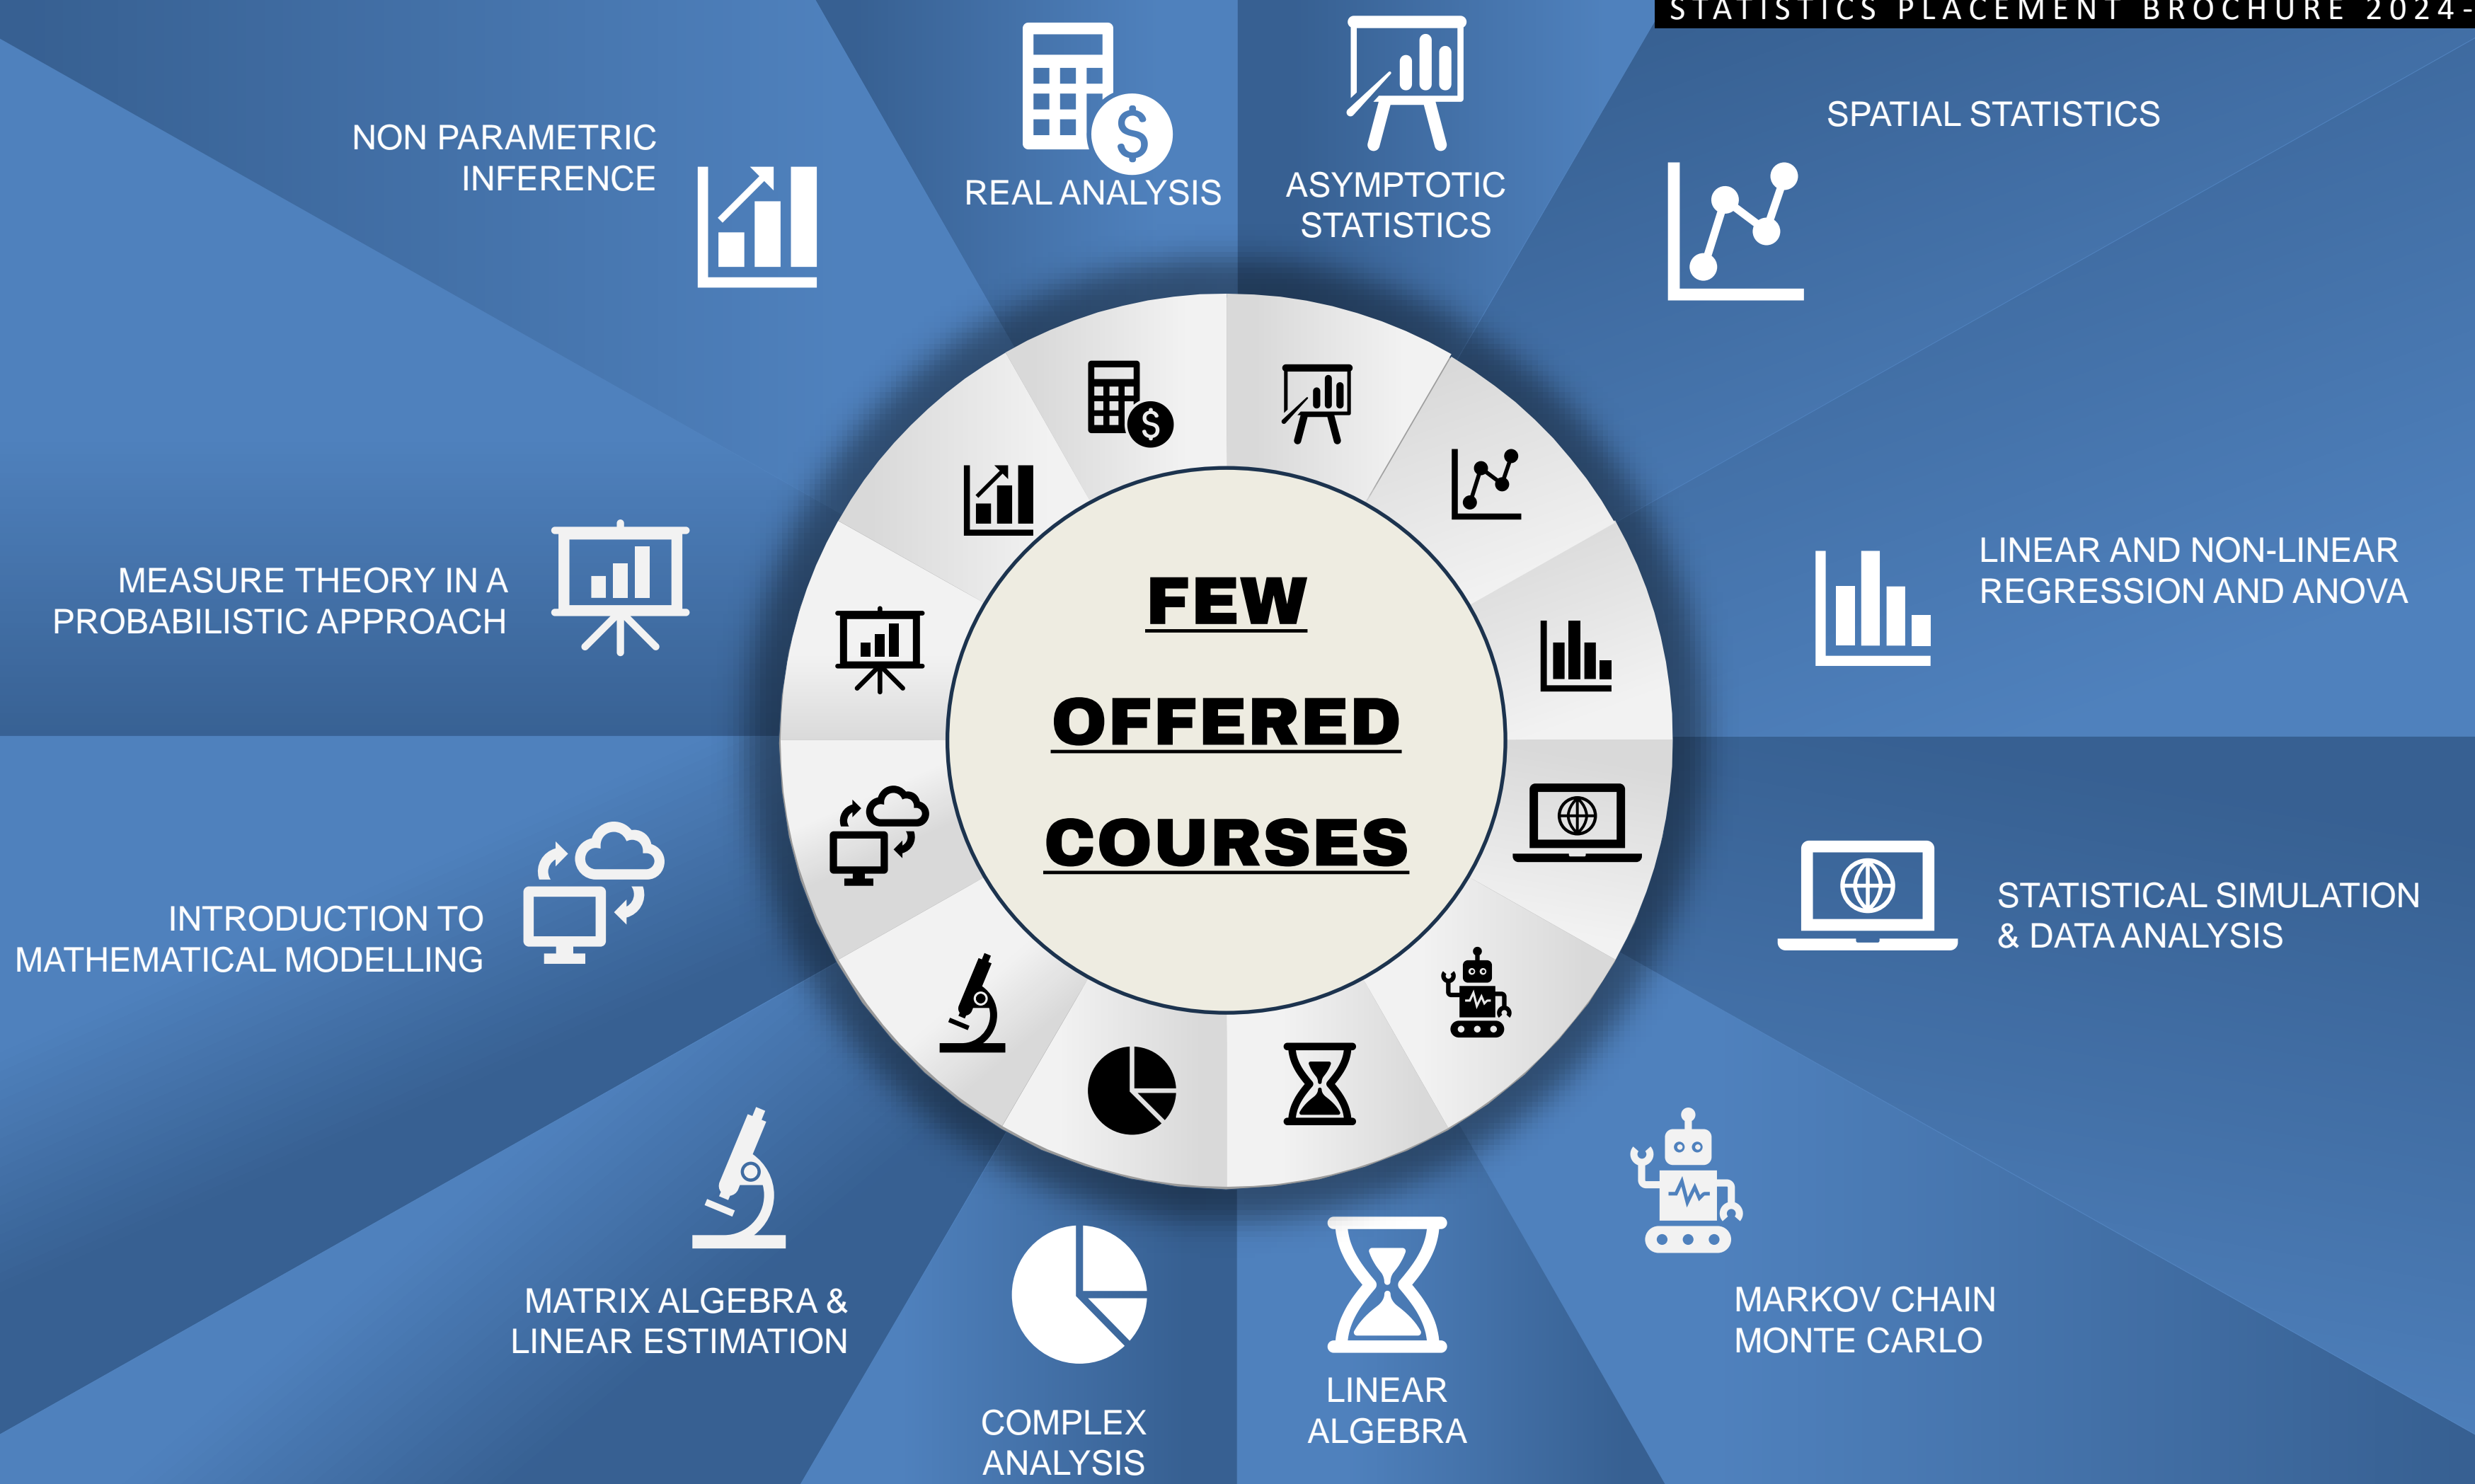 STATISTICS PLACEMENT BROCHURE 2024-
NON PARAMETRIC
INFERENCE
REAL ANALYSIS
ASYMPTOTIC
STATISTICS
SPATIAL STATISTICS
MEASURE THEORY IN A
PROBABILISTIC APPROACH
FEW
OFFERED
COURSES
LINEAR AND NON-LINEAR
REGRESSION AND ANOVA
INTRODUCTION TO
MATHEMATICAL MODELLING
STATISTICAL SIMULATION
& DATA ANALYSIS
MATRIX ALGEBRA &
LINEAR ESTIMATION
COMPLEX
ANALYSIS
LINEAR
ALGEBRA
MARKOV CHAIN
MONTE CARLO